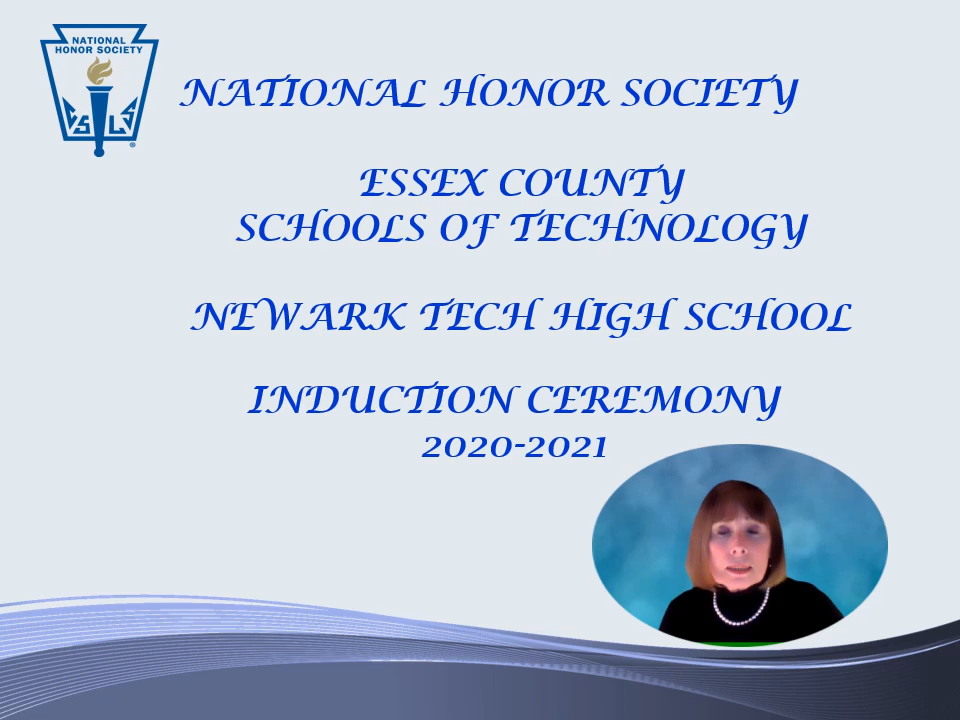 NATIONAL
HONOR SOCIETY
S L S
®
NATIONAL HONOR SOCIETY
ESSEX COUNTY
SCHOOLS OF TECHNOLOGY
NEWARK TECH HIGH SCHOOL
INDUCTION CEREMONY
2020-2021